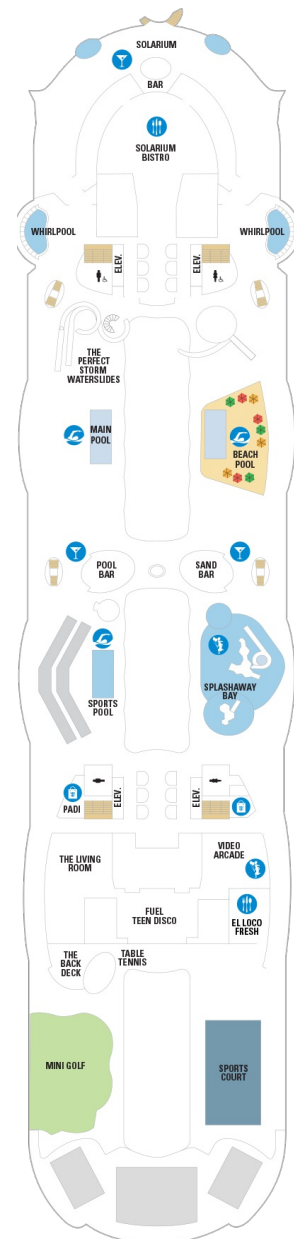 SOLARIUM
BAR
SOLARIUM
BISTRO
WHIRLPOOL
WHIRLPOOL
ELEV.
ELEV.
THE
PERFECT
STORM
WATERSLIDES
MAIN
POOL
BEACH
POOL
POOL
BAR
SAND
BAR
SPORTS
POOL
SPLASHAWAY
BAY
PADI
ELEV.
ELEV.
THE LIVING
ROOM
VIDEO
ARCADE
FUEL
TEEN DISCO
EL LOCO
FRESH
THE
BACK
DECK
TABLE
TENNIS
MINI GOLF
SPORTS
COURT